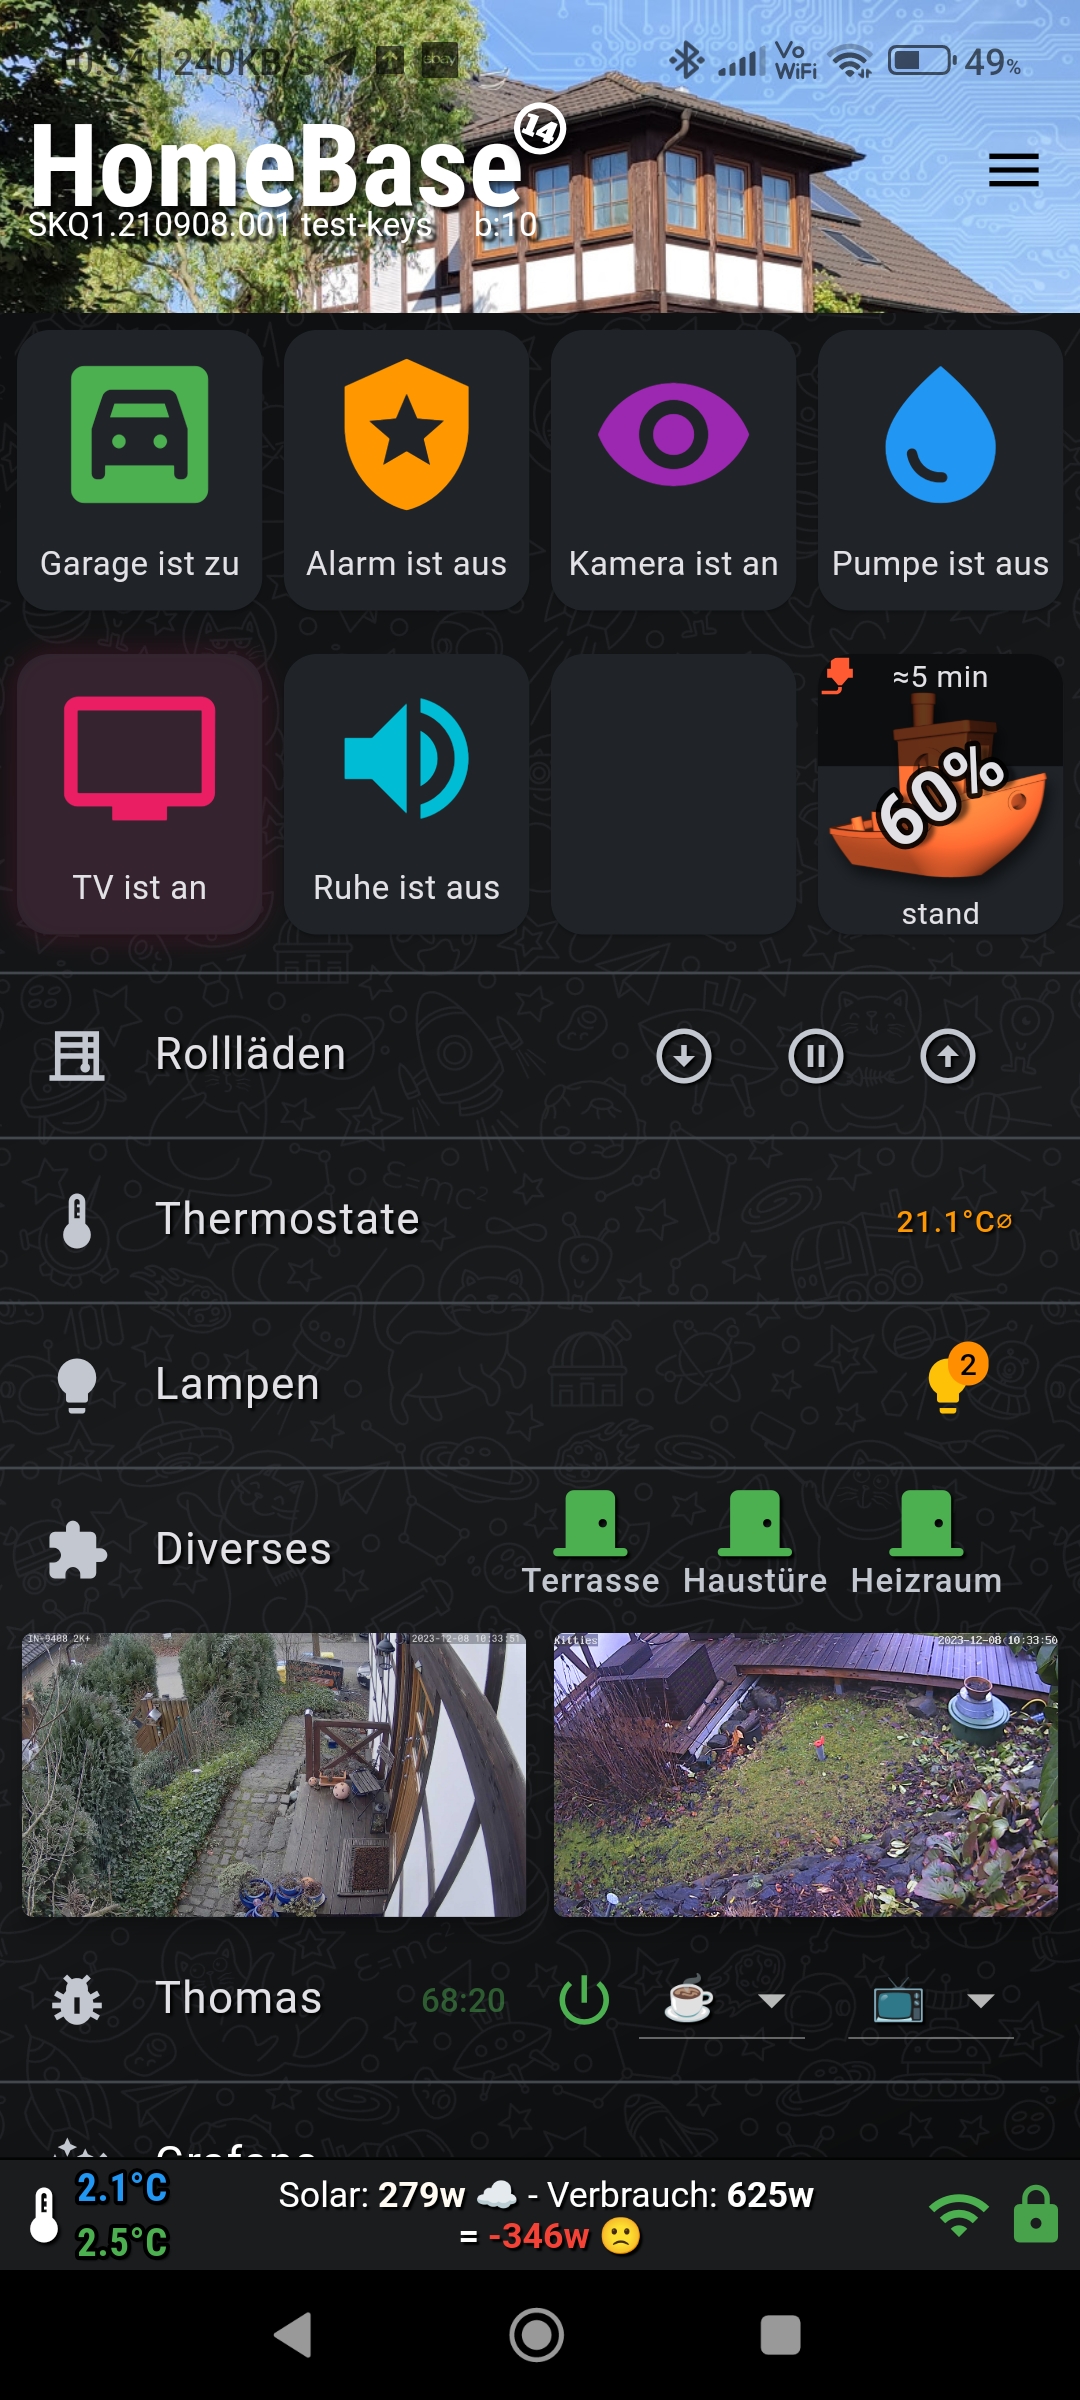 10:34 | 240KB/s
ebay
Vo
WiFi
49%
HomeBase
14
SKQ1.210908.001 test-keys b:10
Garage ist zu
Alarm ist aus
Kamera ist an
Pumpe ist aus
TV ist an
Ruhe ist aus
≈5 min
60%
stand
Rollläden
Thermostate
21.1°C⌀
Lampen
2
Diverses
Terrasse
Haustüre
Heizraum
IN-9408 2K+
2023-12-08 10:33:51
Kitties
2023-12-08 10:33:50
Thomas
68:20
Grafana
2.1°C
2.5°C
Solar: 279w ☁️ - Verbrauch: 625w
= -346w 🙁